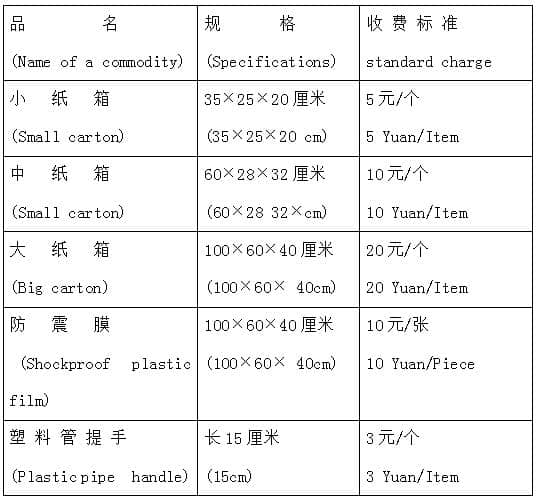 品 名 规 格 收 费 标 准
(Name of a commodity) (Specifications) standard charge
小 纸 箱 35×25×20 厘米 5 元/个
(Small carton) (35×25×20 cm) 5 Yuan/Item
中 纸 箱 60×28×32 厘米 10 元/个
(Small carton) (60×28 32×cm) 10 Yuan/Item
大 纸 箱 100×60×40 厘米 20 元/个
(Big carton) (100×60× 40cm) 20 Yuan/Item
防 震 膜 100×60×40 厘米 10 元/张
(Shockproof plastic (100×60× 40cm) 10 Yuan/Piece
film)
塑 料 管 提 手 长 15 厘米 3 元/个
(Plastic pipe handle) (15cm) 3 Yuan/Item